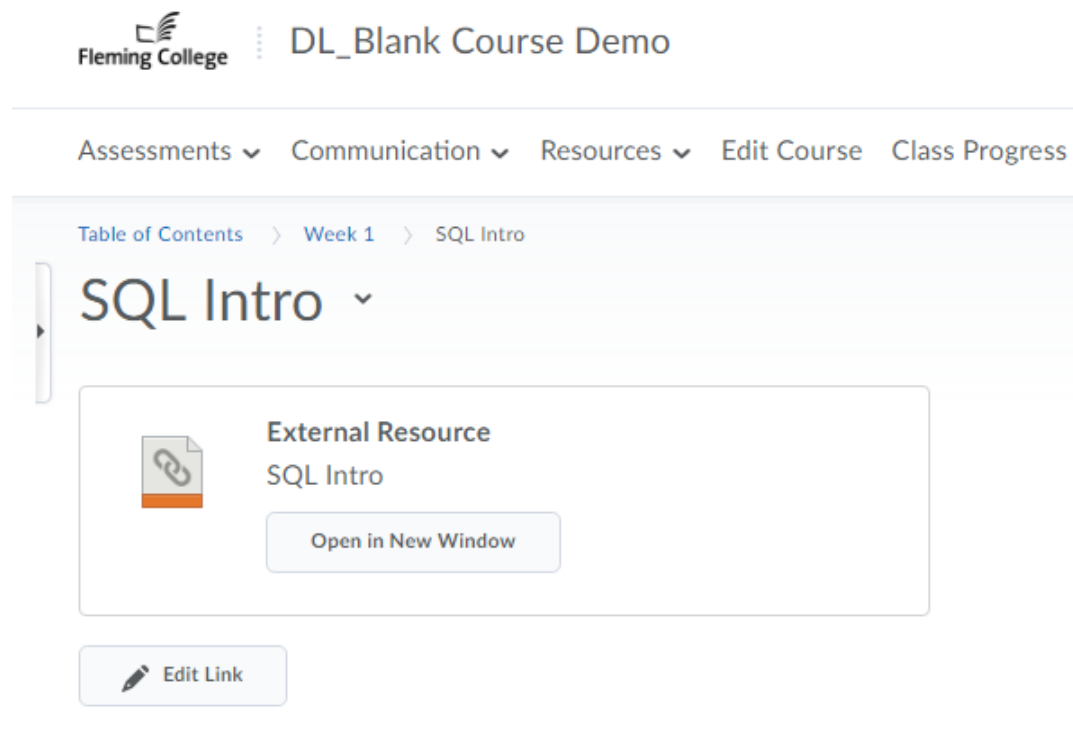 Fleming College
DL_Blank Course Demo
Assessments Communication Resources Edit Course Class Progress
Table of Contents Week 1 SQL Intro
SQL Intro
External Resource
SQL Intro
Open in New Window
Edit Link